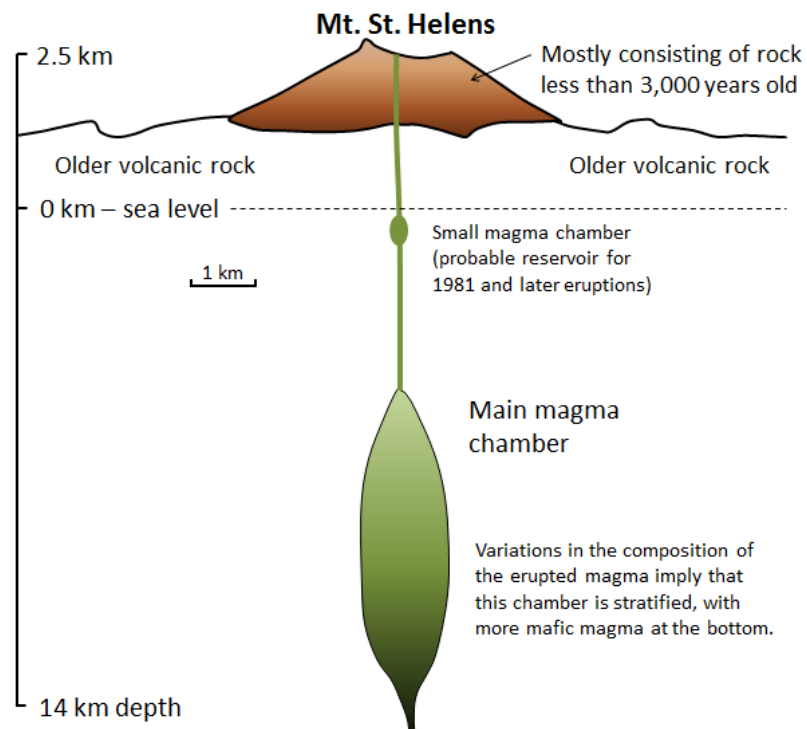 Mt. St. Helens
2.5 km
Mostly consisting of rock
less than 3,000 years old
Older volcanic rock
Older volcanic rock
0 km – sea level
Small magma chamber
(probable reservoir for
1981 and later eruptions)
1 km
Main magma
chamber
Variations in the composition of
the erupted magma imply that
this chamber is stratified, with
more mafic magma at the bottom.
14 km depth